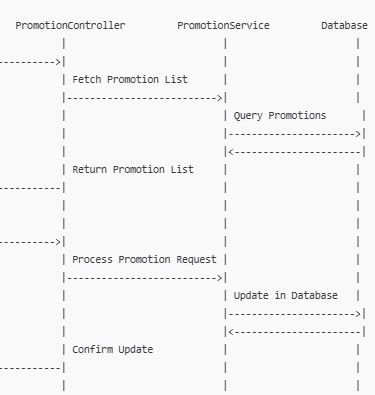 PromotionController PromotionService Database
| | |
---------->| | |
| Fetch Promotion List | |
|------------------------>| |
| | Query Promotions |
| |-------------------->|
| |<--------------------|
| Return Promotion List | |
----------| | |
| | |
| | |
---------->| | |
| Process Promotion Request | |
|------------------------>| |
| | Update in Database |
| |-------------------->|
| |<--------------------|
| Confirm Update | |
----------| | |
| | |